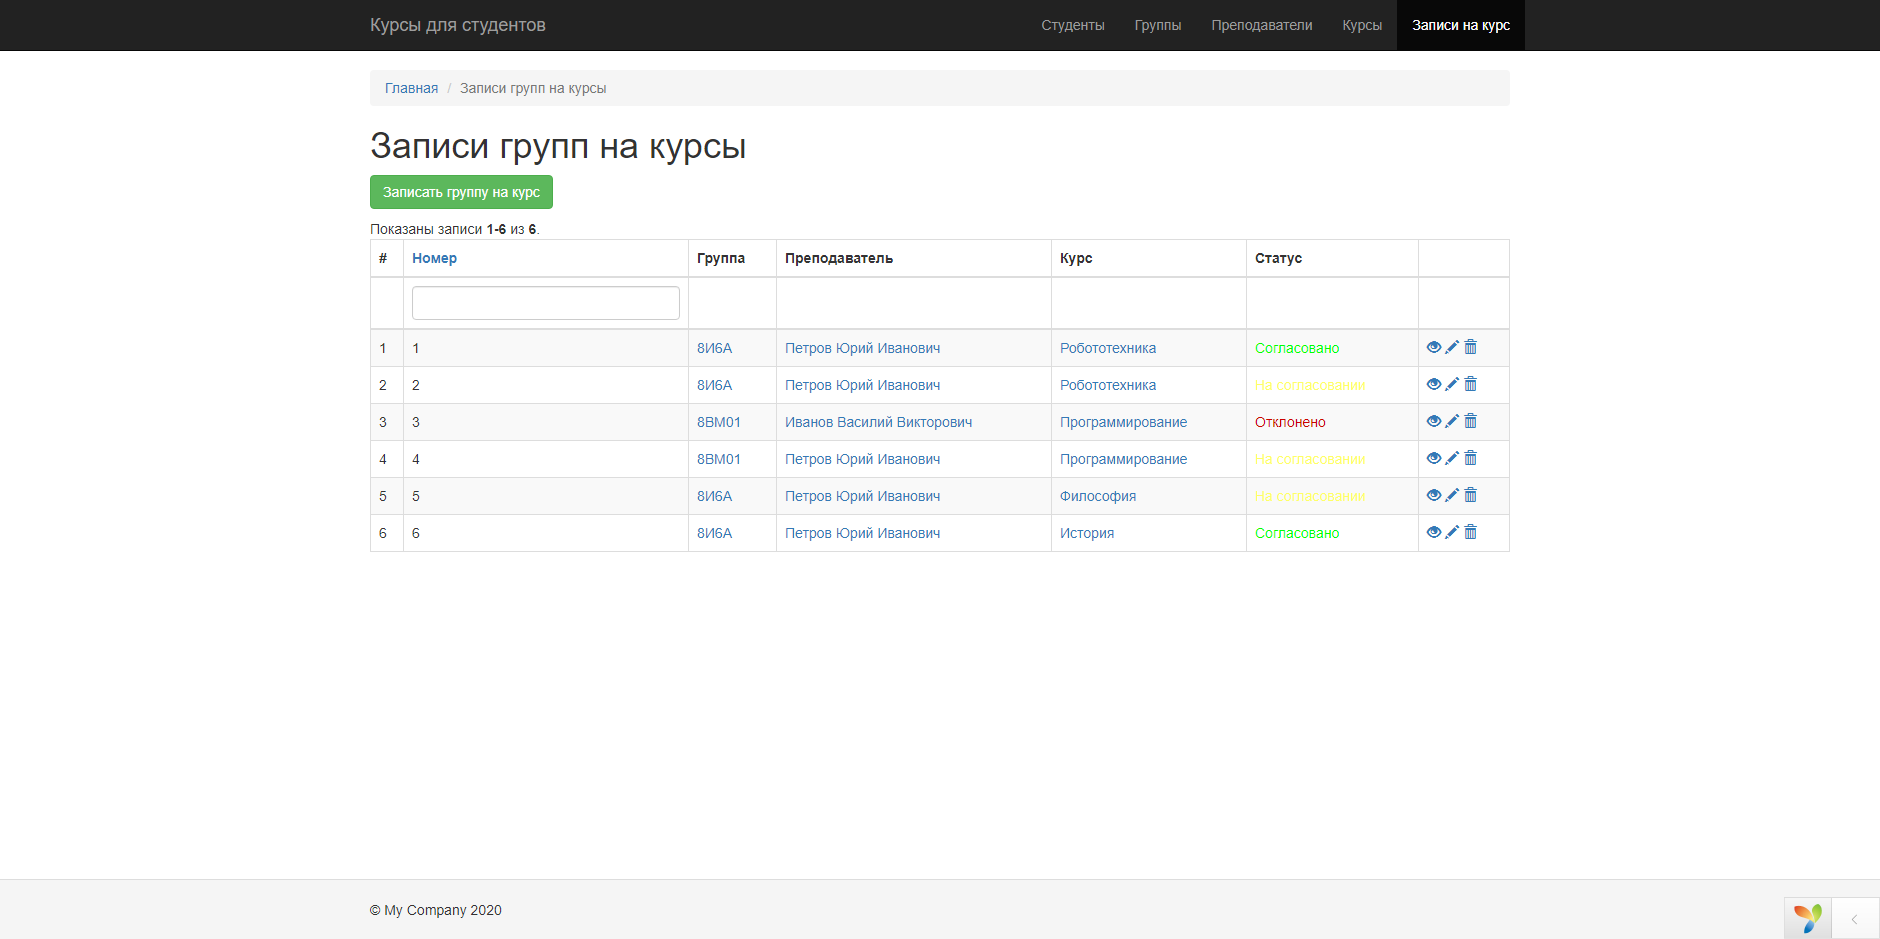 Курсы для студентов Студенты Группы Преподаватели Курсы Записи на курс
Главная / Записи групп на курсы
Записи групп на курсы
Записать группу на курс
Показаны записи 1-6 из 6.
# Номер Группа Преподаватель Курс Статус
1 1 8И6А Петров Юрий Иванович Робототехника Согласовано
2 2 8И6А Петров Юрий Иванович Робототехника На согласовании
3 3 8ВМ01 Иванов Василий Викторович Программирование Отклонено
4 4 8ВМ01 Петров Юрий Иванович Программирование На согласовании
5 5 8И6А Петров Юрий Иванович Философия На согласовании
6 6 8И6А Петров Юрий Иванович История Согласовано
© My Company 2020